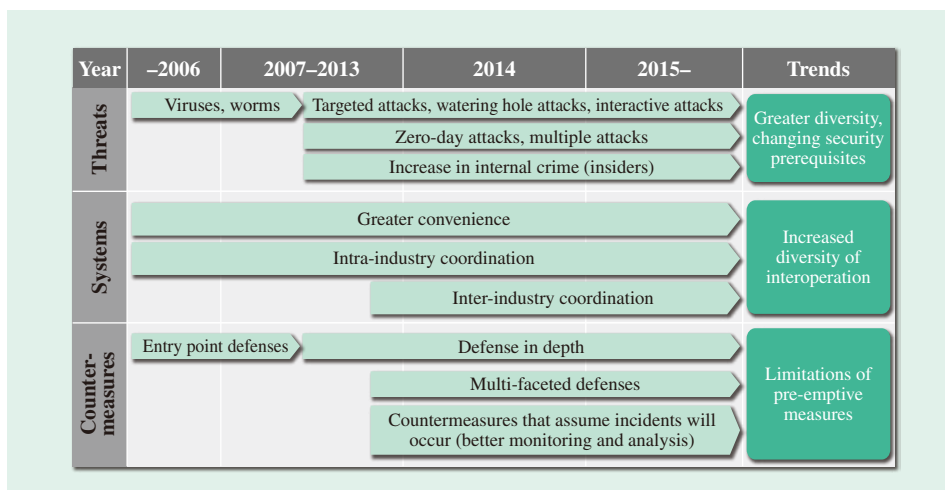 Year –2006 2007–2013 2014 2015– Trends
Threats
Viruses, worms
Targeted attacks, watering hole attacks, interactive attacks
Zero-day attacks, multiple attacks
Increase in internal crime (insiders)
Greater diversity,
changing security
prerequisites
Systems
Greater convenience
Intra-industry coordination
Inter-industry coordination
Increased
diversity of
interoperation
Counter-
measures
Entry point defenses
Defense in depth
Multi-faceted defenses
Countermeasures that assume incidents will
occur (better monitoring and analysis)
Limitations of
pre-emptive
measures